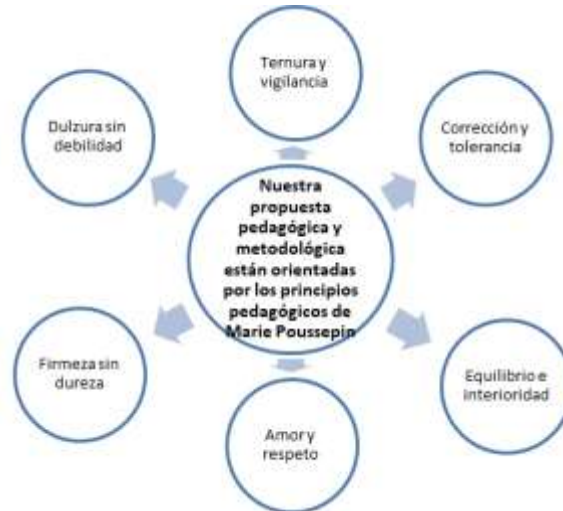 Ternura y
vigilancia
Dulzura sin
debilidad
Corrección y
tolerancia
Nuestra
propuesta
pedagógica y
metodológica
están orientadas
por los principios
pedagógicos de
Marie Poussepin
Firmeza sin
dureza
Equilibrio e
interioridad
Amor y
respeto